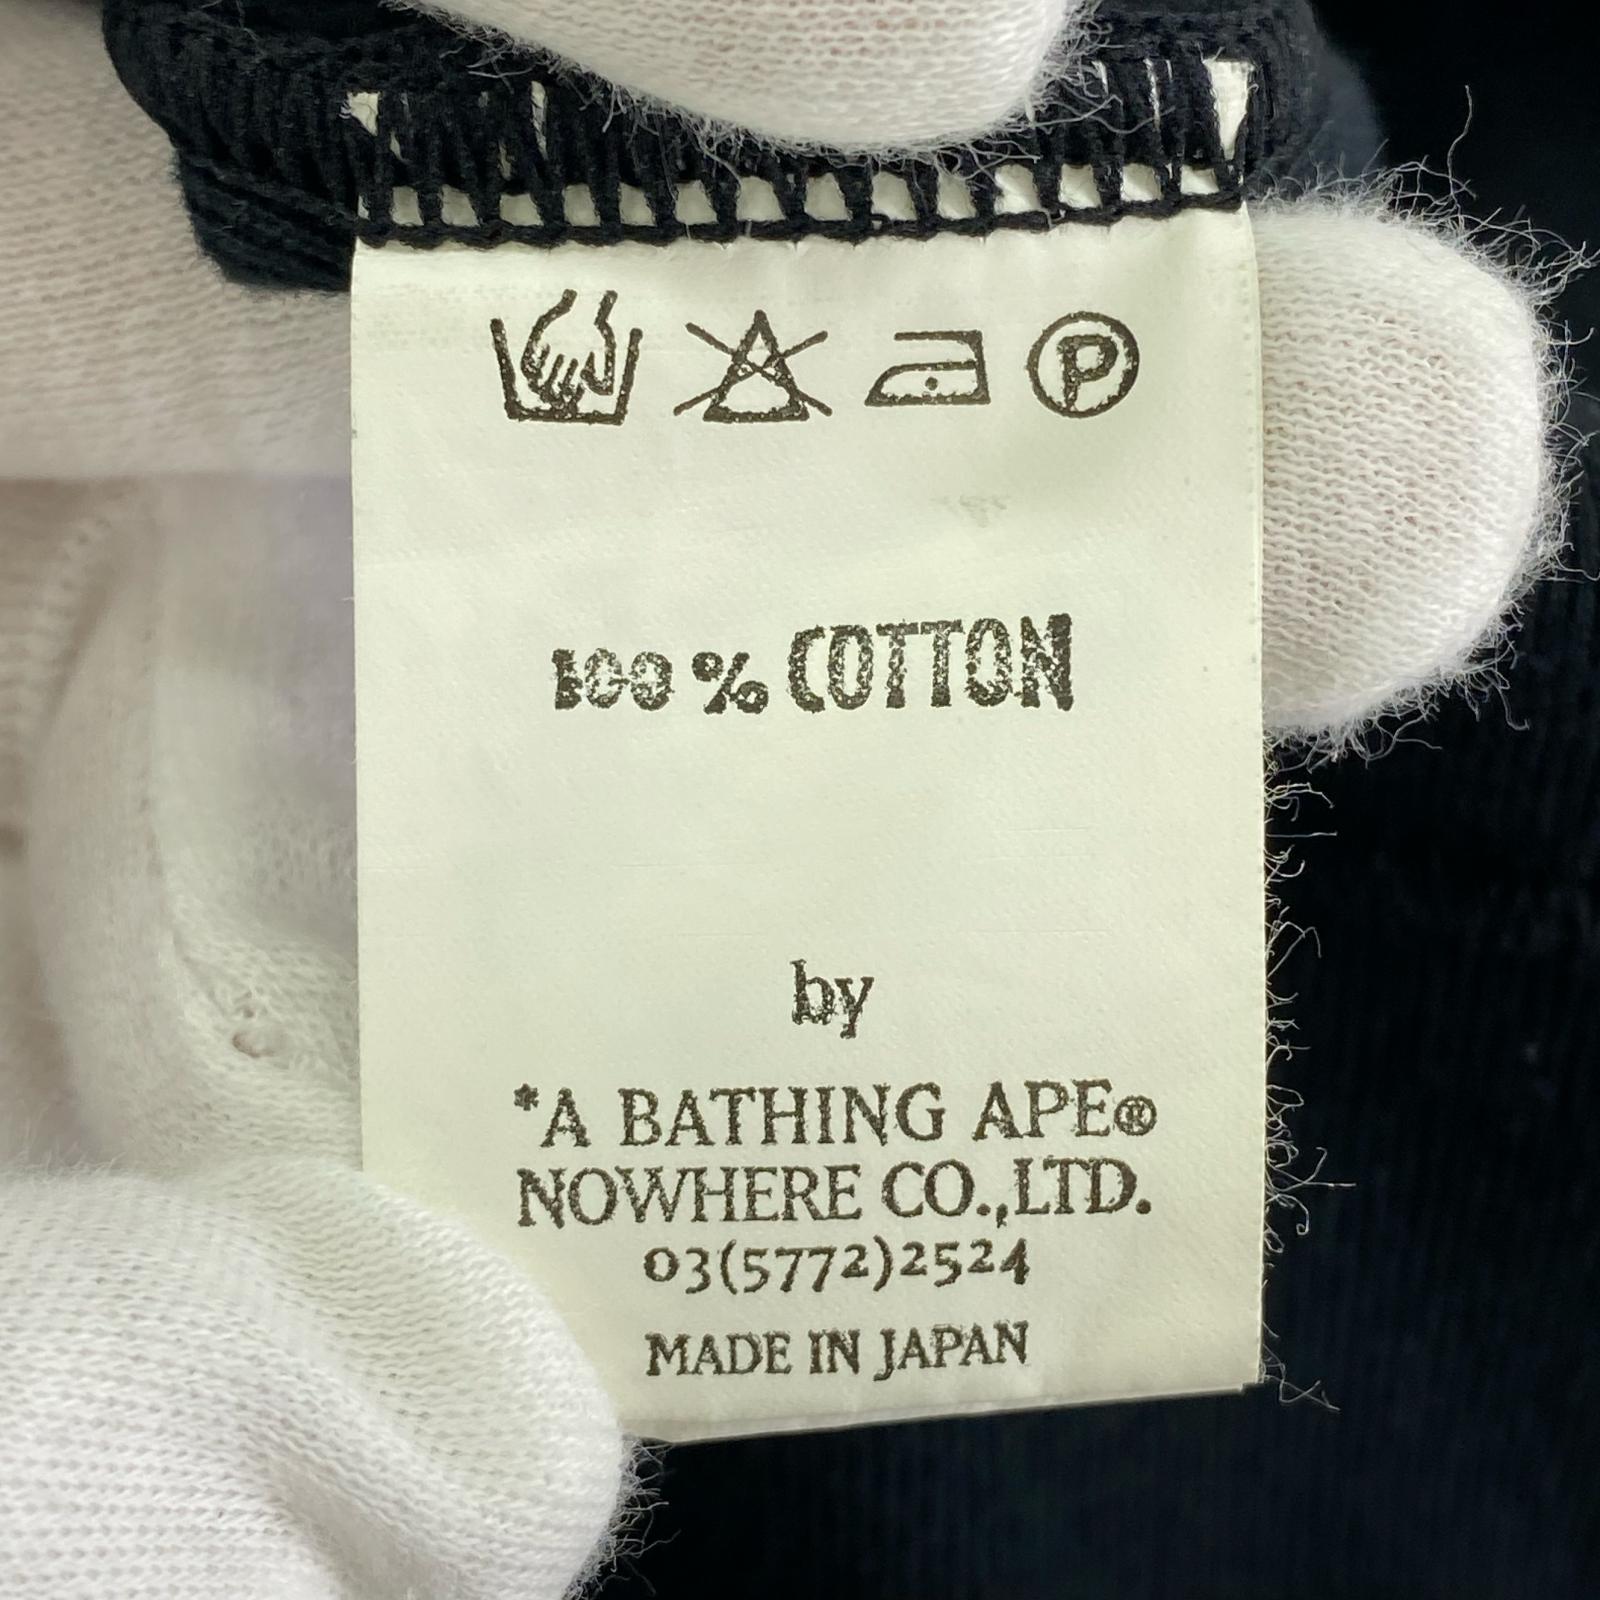 P
100% COTTON
by
*A BATHING APE®
NOWHERE CO.,LTD.
03(5772)2524
MADE IN JAPAN